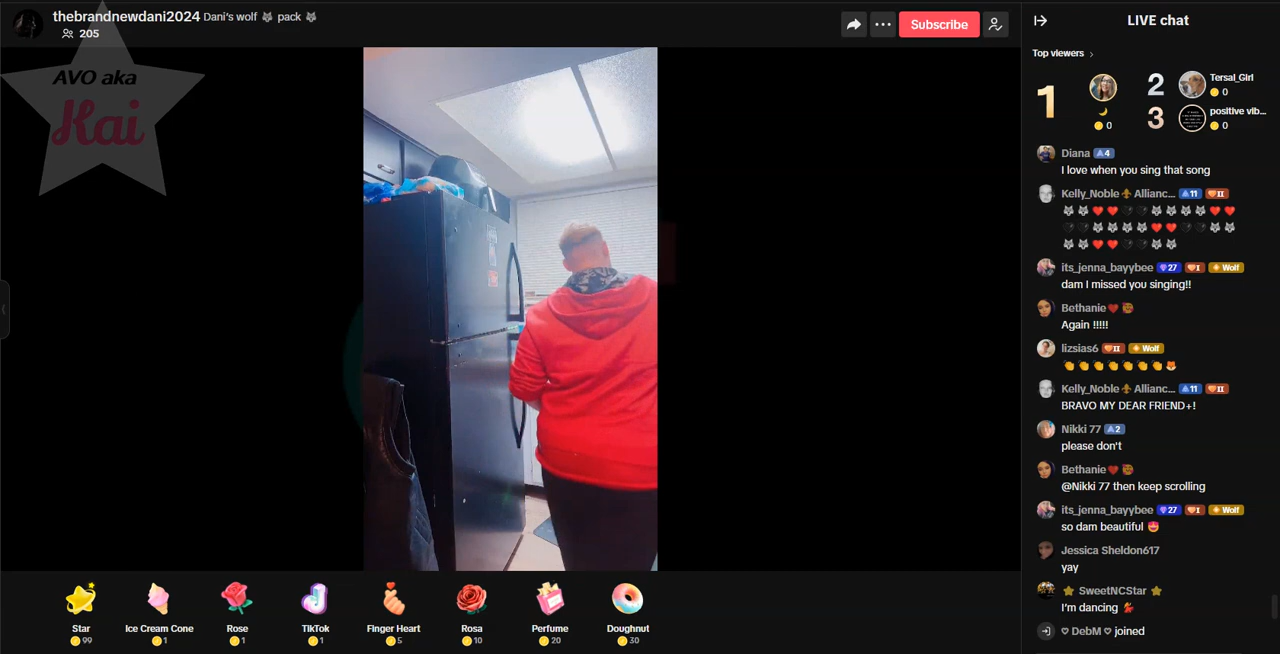 thebrandnewdani2024 Dani's wolf 🐺 pack 🐺
205
Subscribe
AVO aka
Kai
LIVE chat
Top viewers
1
🌙
0
2
Tersal_Girl
0
3
positive vib...
0
Diana 4
I love when you sing that song
Kelly_Noble⚜ Allianc... 11 II
🐺🐺❤️❤️🖤🖤🐺🐺🐺🐺❤️❤️
🖤🖤🐺🐺🐺🐺❤️❤️🖤🖤🐺🐺
🐺🐺❤️❤️🖤🖤🐺🐺
its_jenna_bayybee 27 I Wolf
dam I missed you singing!!
Bethanie❤️
Again !!!!!
lizsias6 II Wolf
👏👏👏👏👏👏👏
Kelly_Noble⚜ Allianc... 11 II
BRAVO MY DEAR FRIEND+!
Nikki 77 2
please don't
Bethanie❤️
@Nikki 77 then keep scrolling
its_jenna_bayybee 27 I Wolf
so dam beautiful 😍
Jessica Sheldon617
yay
⭐ SweetNCStar ⭐
I'm dancing 💃
♡ DebM ♡ joined
Star
99
Ice Cream Cone
1
Rose
1
TikTok
1
Finger Heart
5
Rosa
10
Perfume
20
Doughnut
30